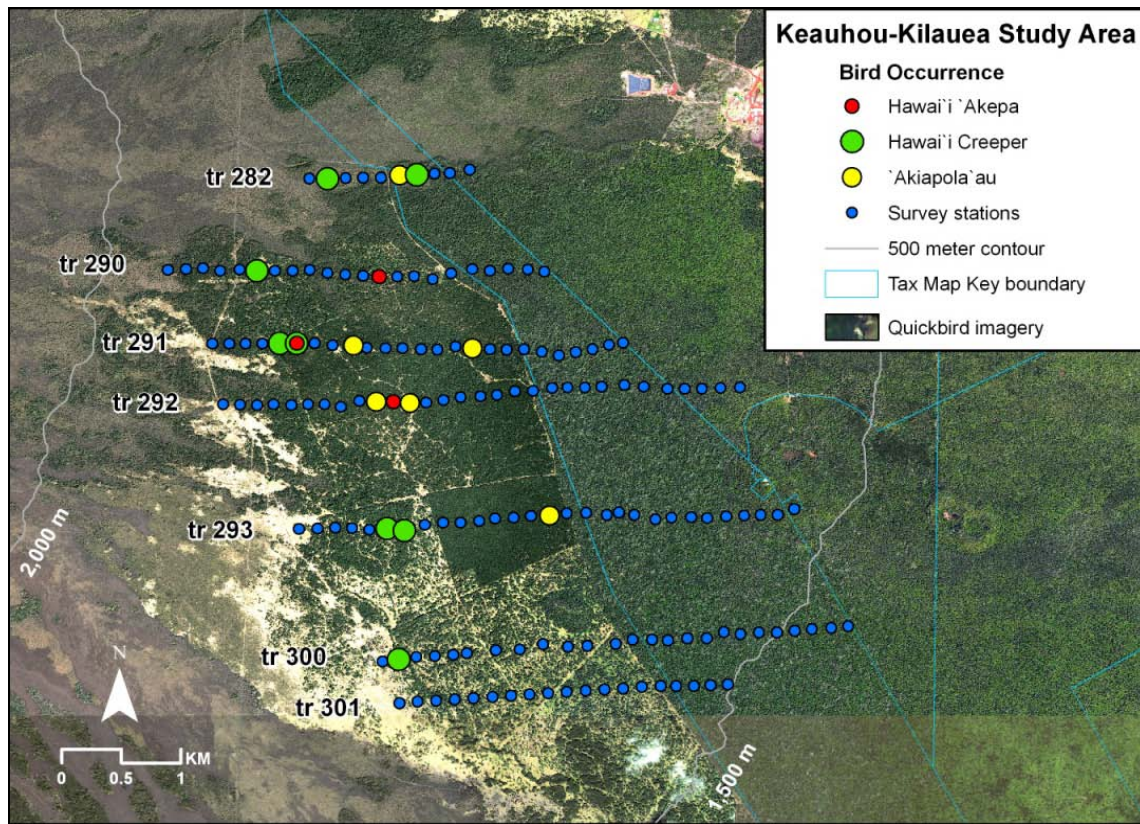 Keauhou-Kilauea Study Area
Bird Occurrence
Hawai`i `Akepa
Hawai`i Creeper
`Akiapola`au
Survey stations
500 meter contour
Tax Map Key boundary
Quickbird imagery
tr 282
tr 290
tr 291
tr 292
tr 293
tr 300
tr 301
2,000 m
1,500 m
N
KM
0 0.5 1